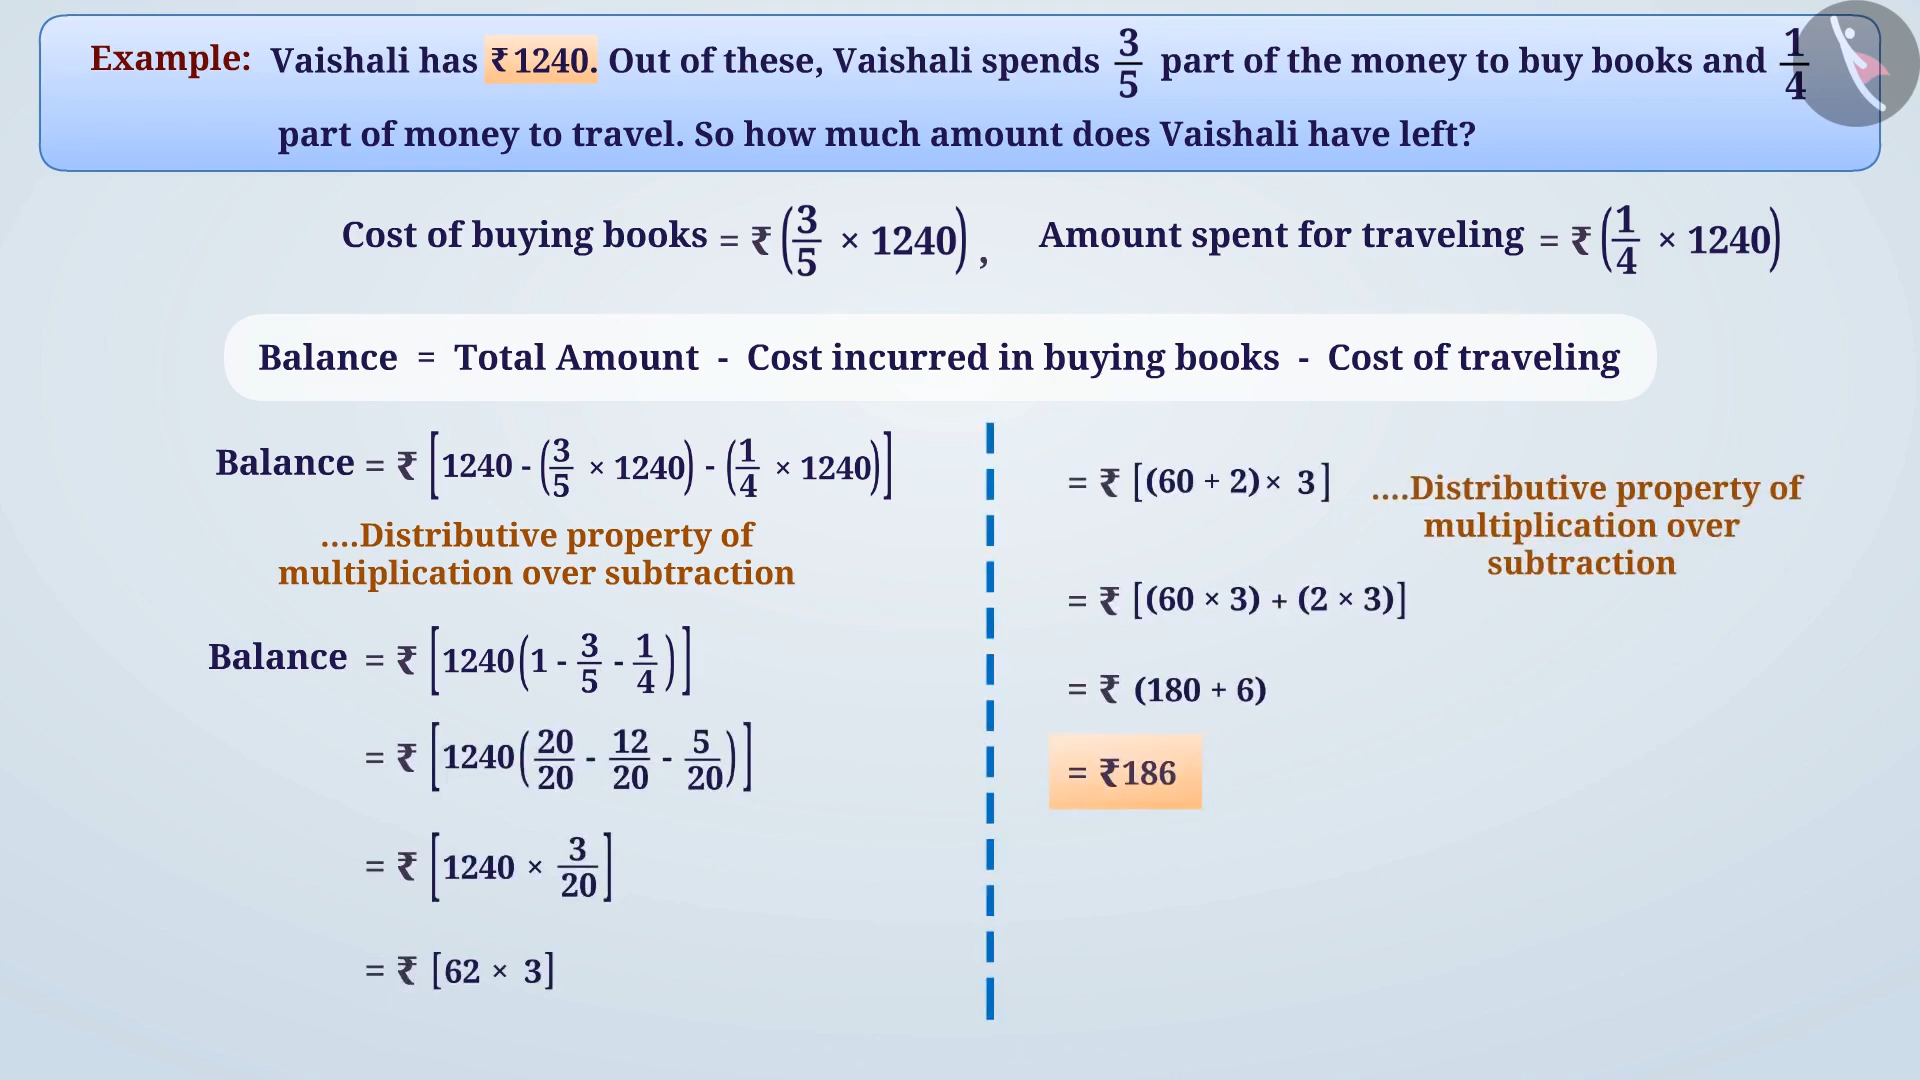 Example: Vaishali has ₹1240. Out of these, Vaishali spends 3/5 part of the money to buy books and 1/4
part of money to travel. So how much amount does Vaishali have left?
Cost of buying books = ₹ (3/5 × 1240) , Amount spent for traveling = ₹ (1/4 × 1240)
Balance = Total Amount - Cost incurred in buying books - Cost of traveling
Balance = ₹ [1240 - (3/5 × 1240) - (1/4 × 1240)]
....Distributive property of
multiplication over subtraction
Balance = ₹ [1240(1 - 3/5 - 1/4)]
= ₹ [1240(20/20 - 12/20 - 5/20)]
= ₹ [1240 × 3/20]
= ₹ [62 × 3]
= ₹ [(60 + 2) × 3]
....Distributive property of
multiplication over
subtraction
= ₹ [(60 × 3) + (2 × 3)]
= ₹ (180 + 6)
= ₹186